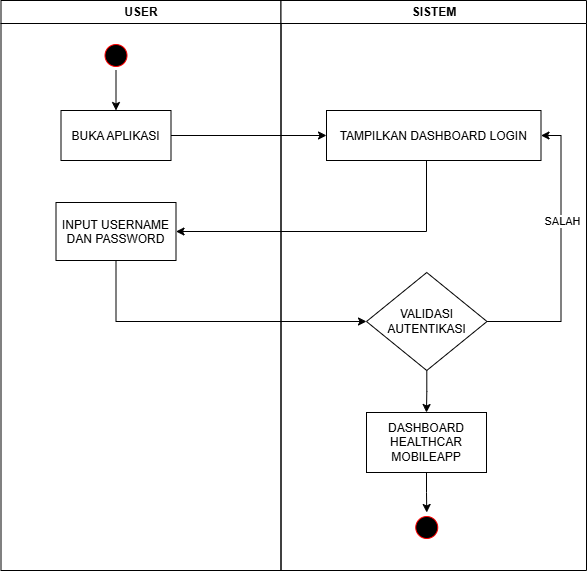 USER
SISTEM
BUKA APLIKASI
TAMPILKAN DASHBOARD LOGIN
INPUT USERNAME
DAN PASSWORD
SALAH
VALIDASI
AUTENTIKASI
DASHBOARD
HEALTHCAR
MOBILEAPP